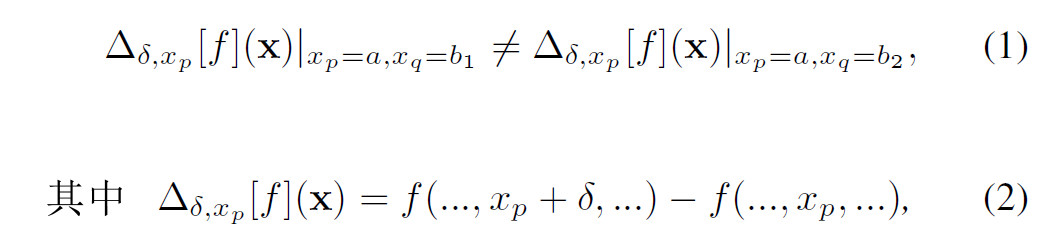 Δ_{δ,x_p}[f](𝐱)|_{x_p=a,x_q=b_1} ≠ Δ_{δ,x_p}[f](𝐱)|_{x_p=a,x_q=b_2}, (1)
其中 Δ_{δ,x_p}[f](𝐱) = f(..., x_p + δ, ...) − f(..., x_p, ...), (2)